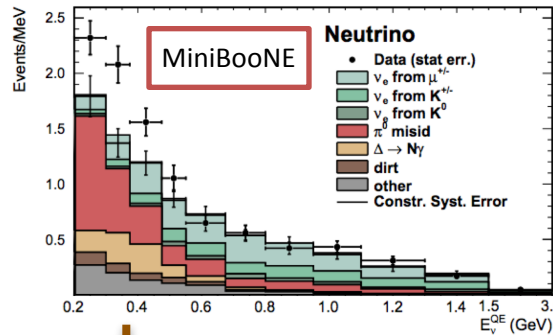 Events/MeV
2.5
2.0
1.5
1.0
0.5
MiniBooNE
Neutrino
Data (stat err.)
νe from μ+/-
νe from K+/-
νe from K0
π0 misid
Δ → Nγ
dirt
other
Constr. Syst. Error
0.2 0.4 0.6 0.8 1.0 1.2 1.4 1.5 3.
EνQE (GeV)